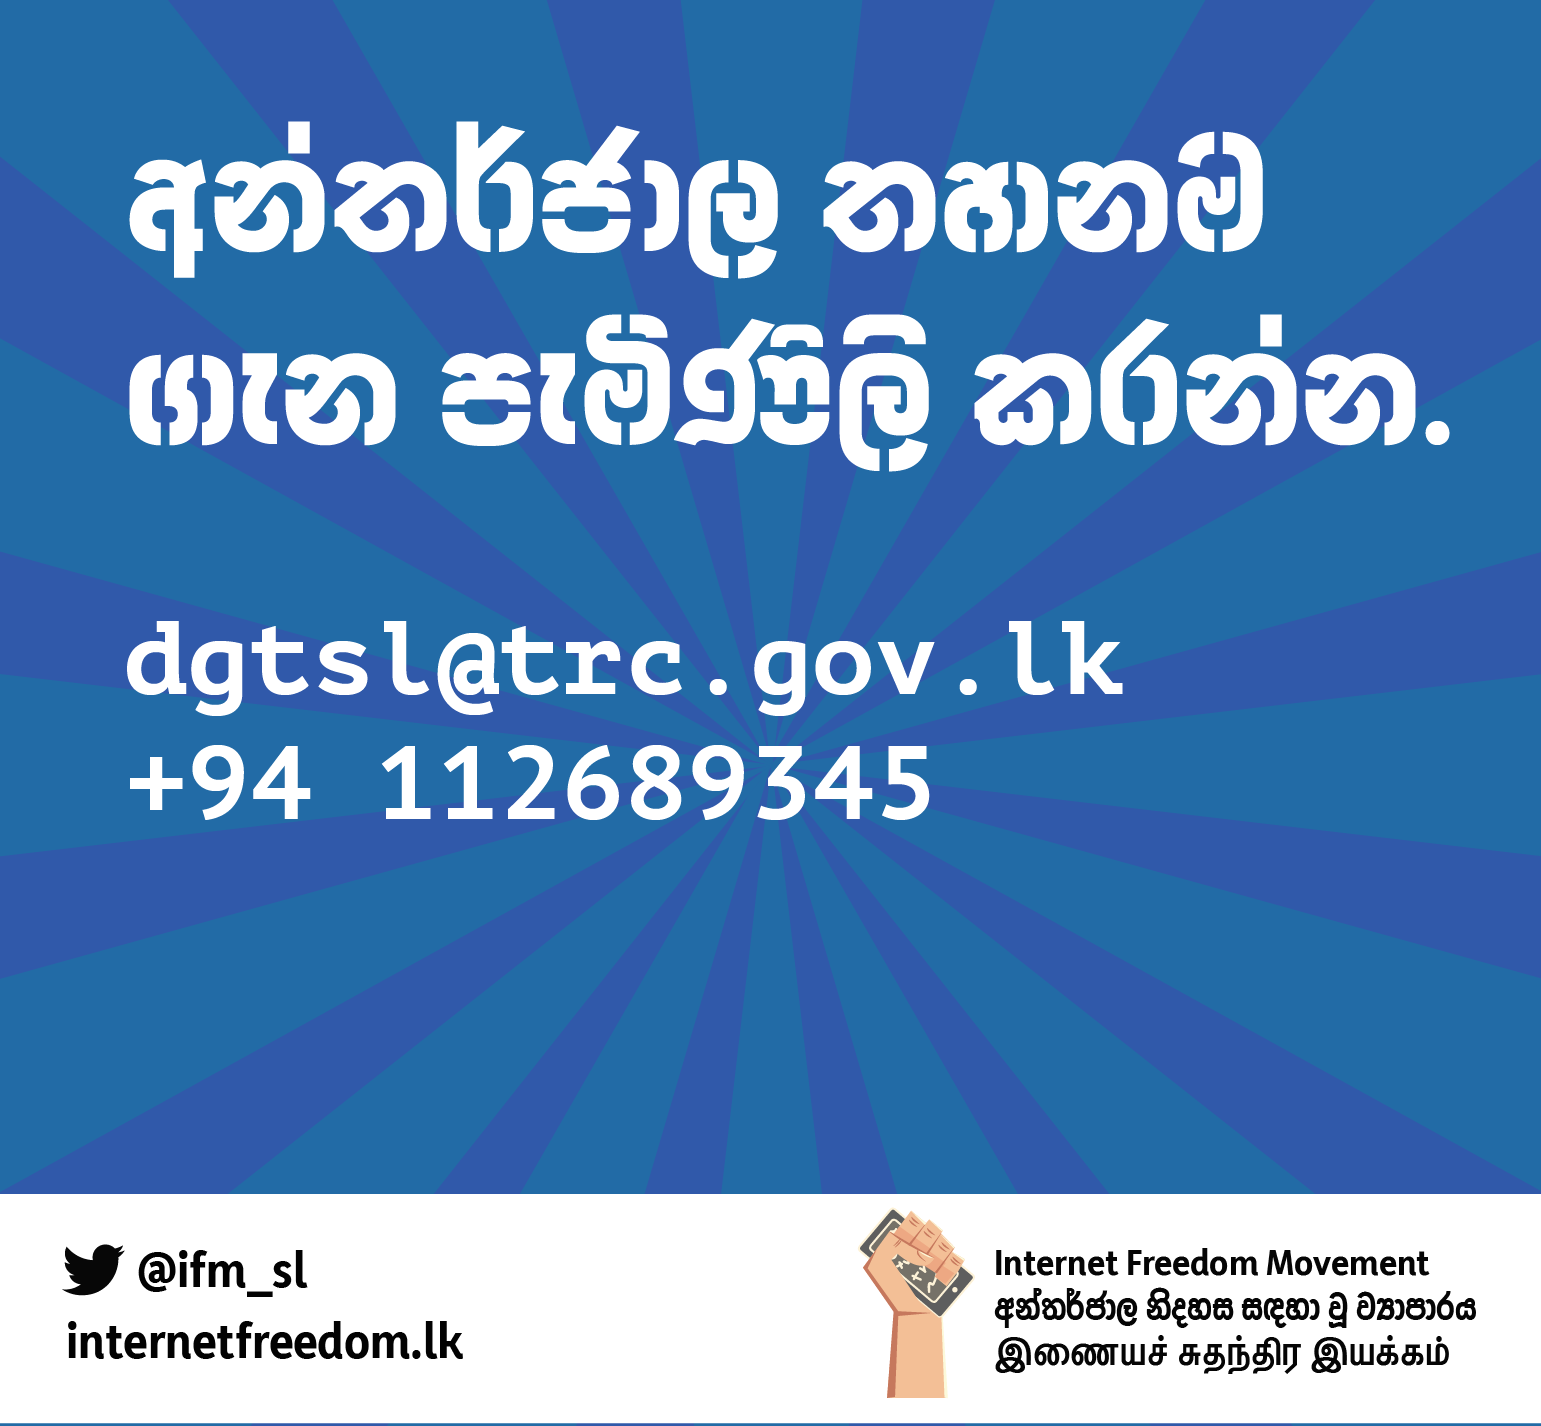 අන්තර්ජාල තහනම්
ගැන පැමිණිලි කරන්න.
dgtsl@trc.gov.lk
+94 112689345
@ifm_sl
internetfreedom.lk
Internet Freedom Movement
අන්තර්ජාල නිදහස සඳහා වූ ව්‍යාපාරය
இணையச் சுதந்திர இயக்கம்